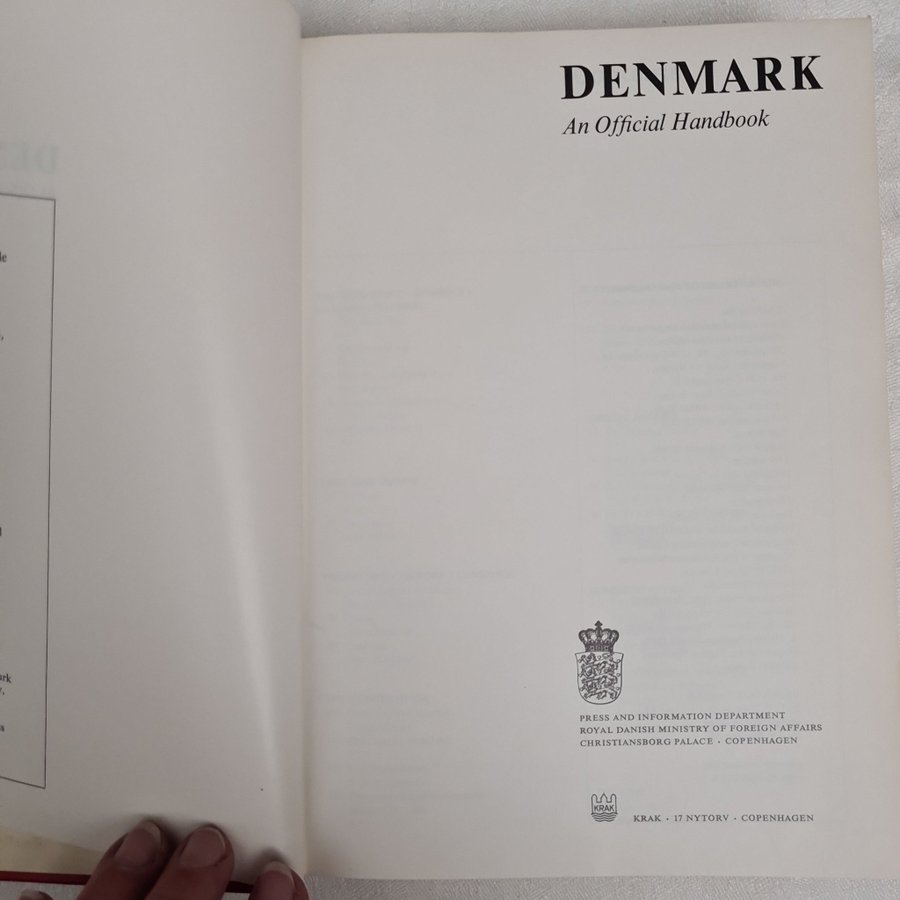 DENMARK
An Official Handbook
PRESS AND INFORMATION DEPARTMENT
ROYAL DANISH MINISTRY OF FOREIGN AFFAIRS
CHRISTIANSBORG PALACE · COPENHAGEN
KRAK
KRAK · 17 NYTORV · COPENHAGEN